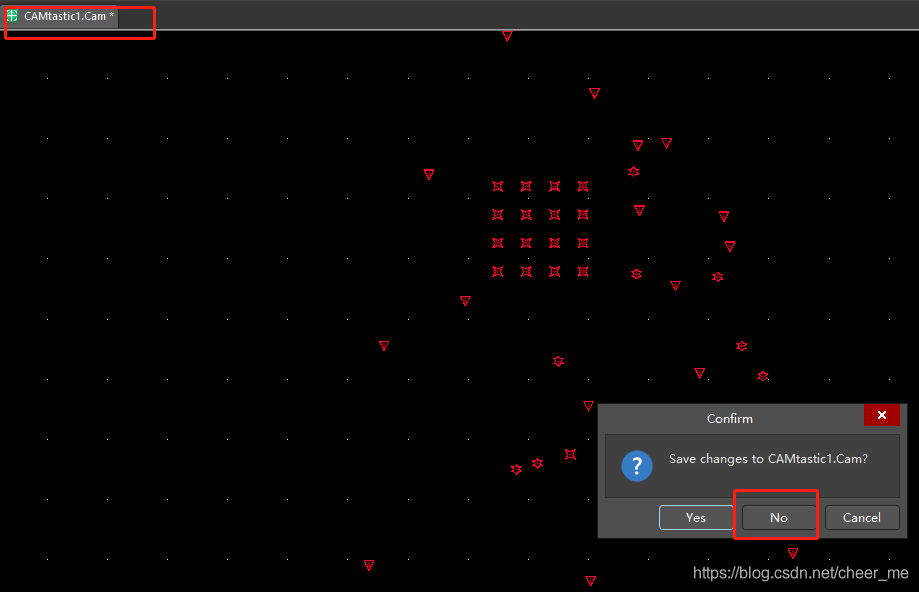 CAMtastic1.Cam *
Confirm
Save changes to CAMtastic1.Cam?
Yes
No
Cancel
https://blog.csdn.net/cheer_me